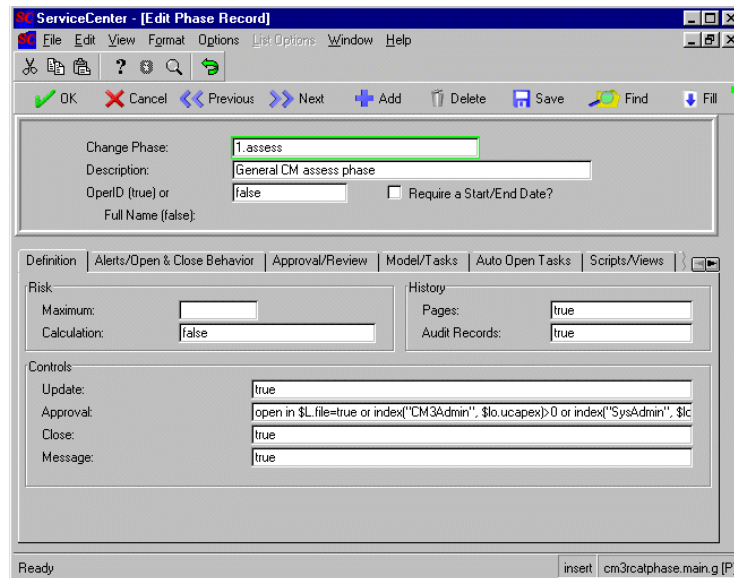 SC ServiceCenter - [Edit Phase Record]
SC File Edit View Format Options List Options Window Help
?
OK Cancel Previous Next Add Delete Save Find Fill
Change Phase: 1.assess
Description: General CM assess phase
OperID (true) or false Require a Start/End Date?
Full Name (false):
Definition Alerts/Open & Close Behavior Approval/Review Model/Tasks Auto Open Tasks Scripts/Views
Risk History
Maximum: Pages: true
Calculation: false Audit Records: true
Controls
Update: true
Approval: open in $L.file=true or index("CM3Admin", $lo.ucapex)>0 or index("SysAdmin", $lo
Close: true
Message: true
Ready insert cm3rcatphase.main.g [P